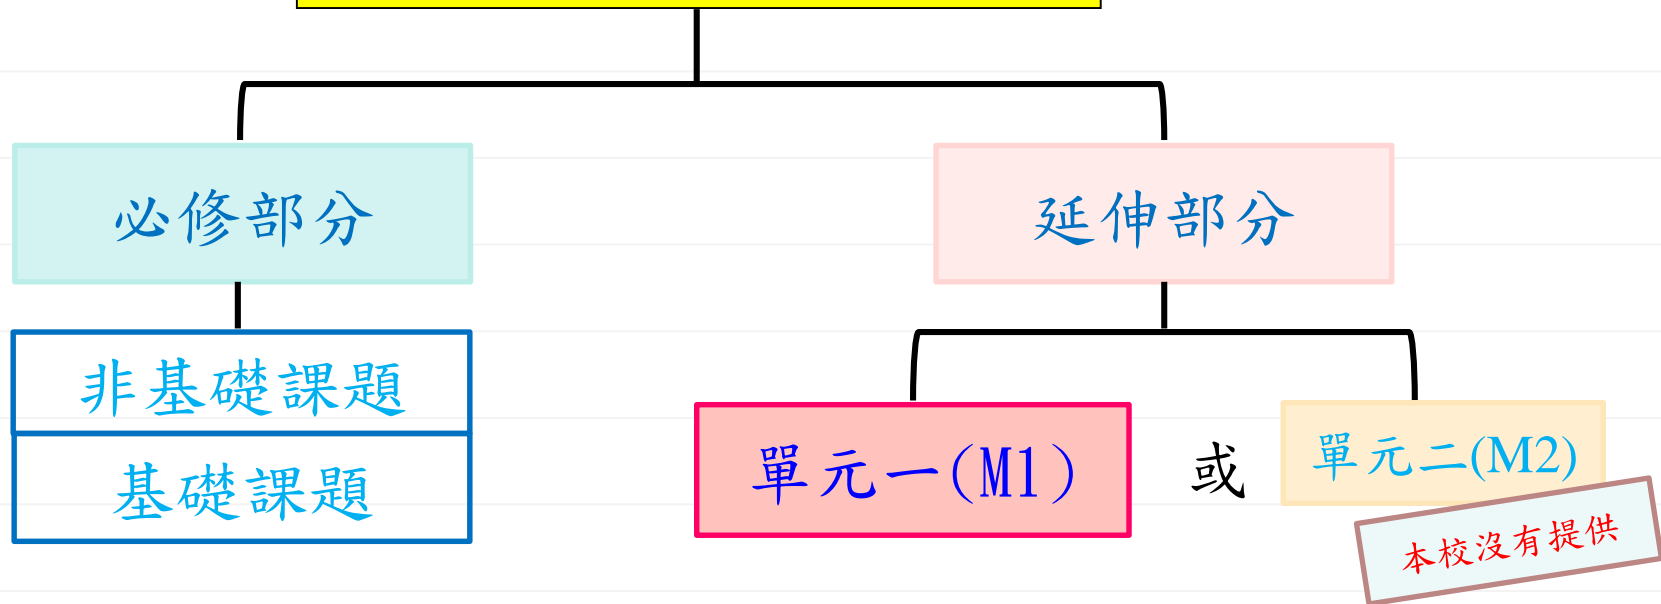 必修部分
延伸部分
非基礎課題
基礎課題
單元一(M1)
或
單元二(M2)
本校沒有提供